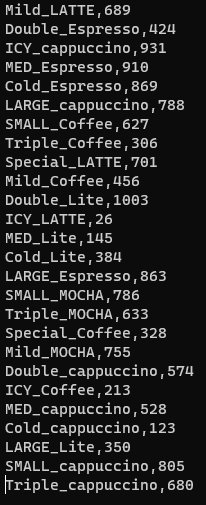 Mild_LATTE,689
Double_Espresso,424
ICY_cappuccino,931
MED_Espresso,910
Cold_Espresso,869
LARGE_cappuccino,788
SMALL_Coffee,627
Triple_Coffee,306
Special_LATTE,701
Mild_Coffee,456
Double_Lite,1003
ICY_LATTE,26
MED_Lite,145
Cold_Lite,384
LARGE_Espresso,863
SMALL_MOCHA,786
Triple_MOCHA,633
Special_Coffee,328
Mild_MOCHA,755
Double_cappuccino,574
ICY_Coffee,213
MED_cappuccino,528
Cold_cappuccino,123
LARGE_Lite,350
SMALL_cappuccino,805
Triple_cappuccino,680